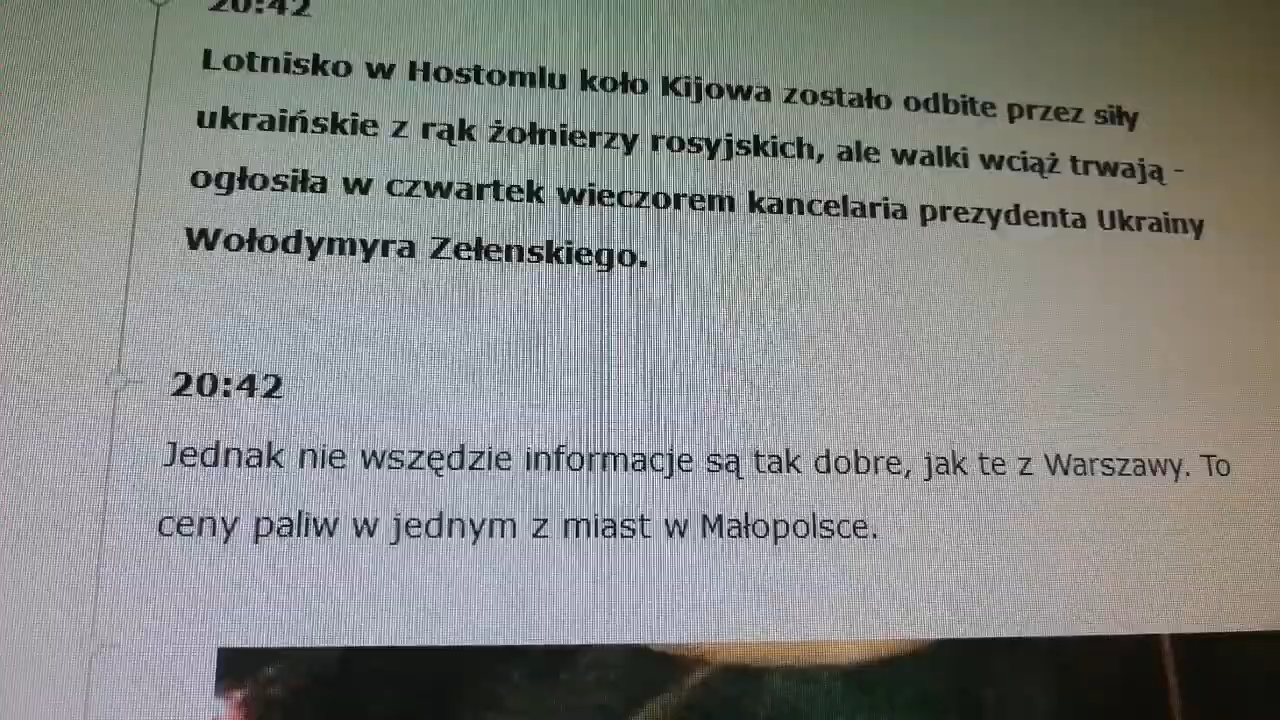 20:42
Lotnisko w Hostomlu koło Kijowa zostało odbite przez siły
ukraińskie z rąk żołnierzy rosyjskich, ale walki wciąż trwają -
ogłosiła w czwartek wieczorem kancelaria prezydenta Ukrainy
Wołodymyra Zełenskiego.
20:42
Jednak nie wszędzie informacje są tak dobre, jak te z Warszawy. To
ceny paliw w jednym z miast w Małopolsce.